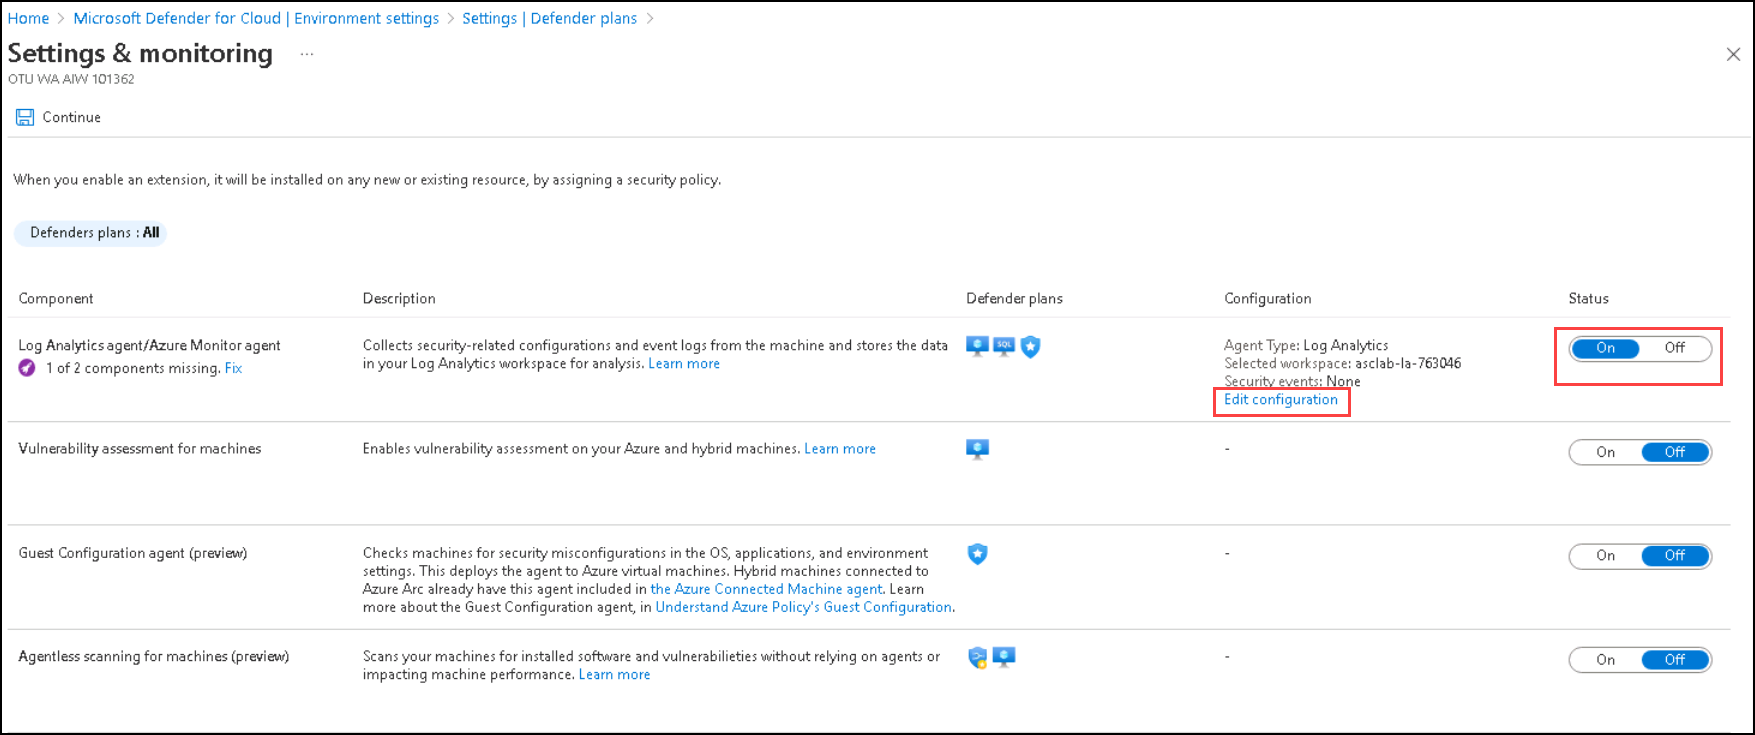 Home > Microsoft Defender for Cloud | Environment settings > Settings | Defender plans >
Settings & monitoring ...
OTU WA AIW 101362
Continue
When you enable an extension, it will be installed on any new or existing resource, by assigning a security policy.
Defenders plans : All
Component Description Defender plans Configuration Status
Log Analytics agent/Azure Monitor agent
1 of 2 components missing. Fix
Collects security-related configurations and event logs from the machine and stores the data
in your Log Analytics workspace for analysis. Learn more
SQL
Agent Type: Log Analytics
Selected workspace: asclab-la-763046
Security events: None
Edit configuration
On Off
Vulnerability assessment for machines
Enables vulnerability assessment on your Azure and hybrid machines. Learn more
-
On Off
Guest Configuration agent (preview)
Checks machines for security misconfigurations in the OS, applications, and environment
settings. This deploys the agent to Azure virtual machines. Hybrid machines connected to
Azure Arc already have this agent included in the Azure Connected Machine agent. Learn
more about the Guest Configuration agent, in Understand Azure Policy's Guest Configuration.
-
On Off
Agentless scanning for machines (preview)
Scans your machines for installed software and vulnerabilieties without relying on agents or
impacting machine performance. Learn more
-
On Off